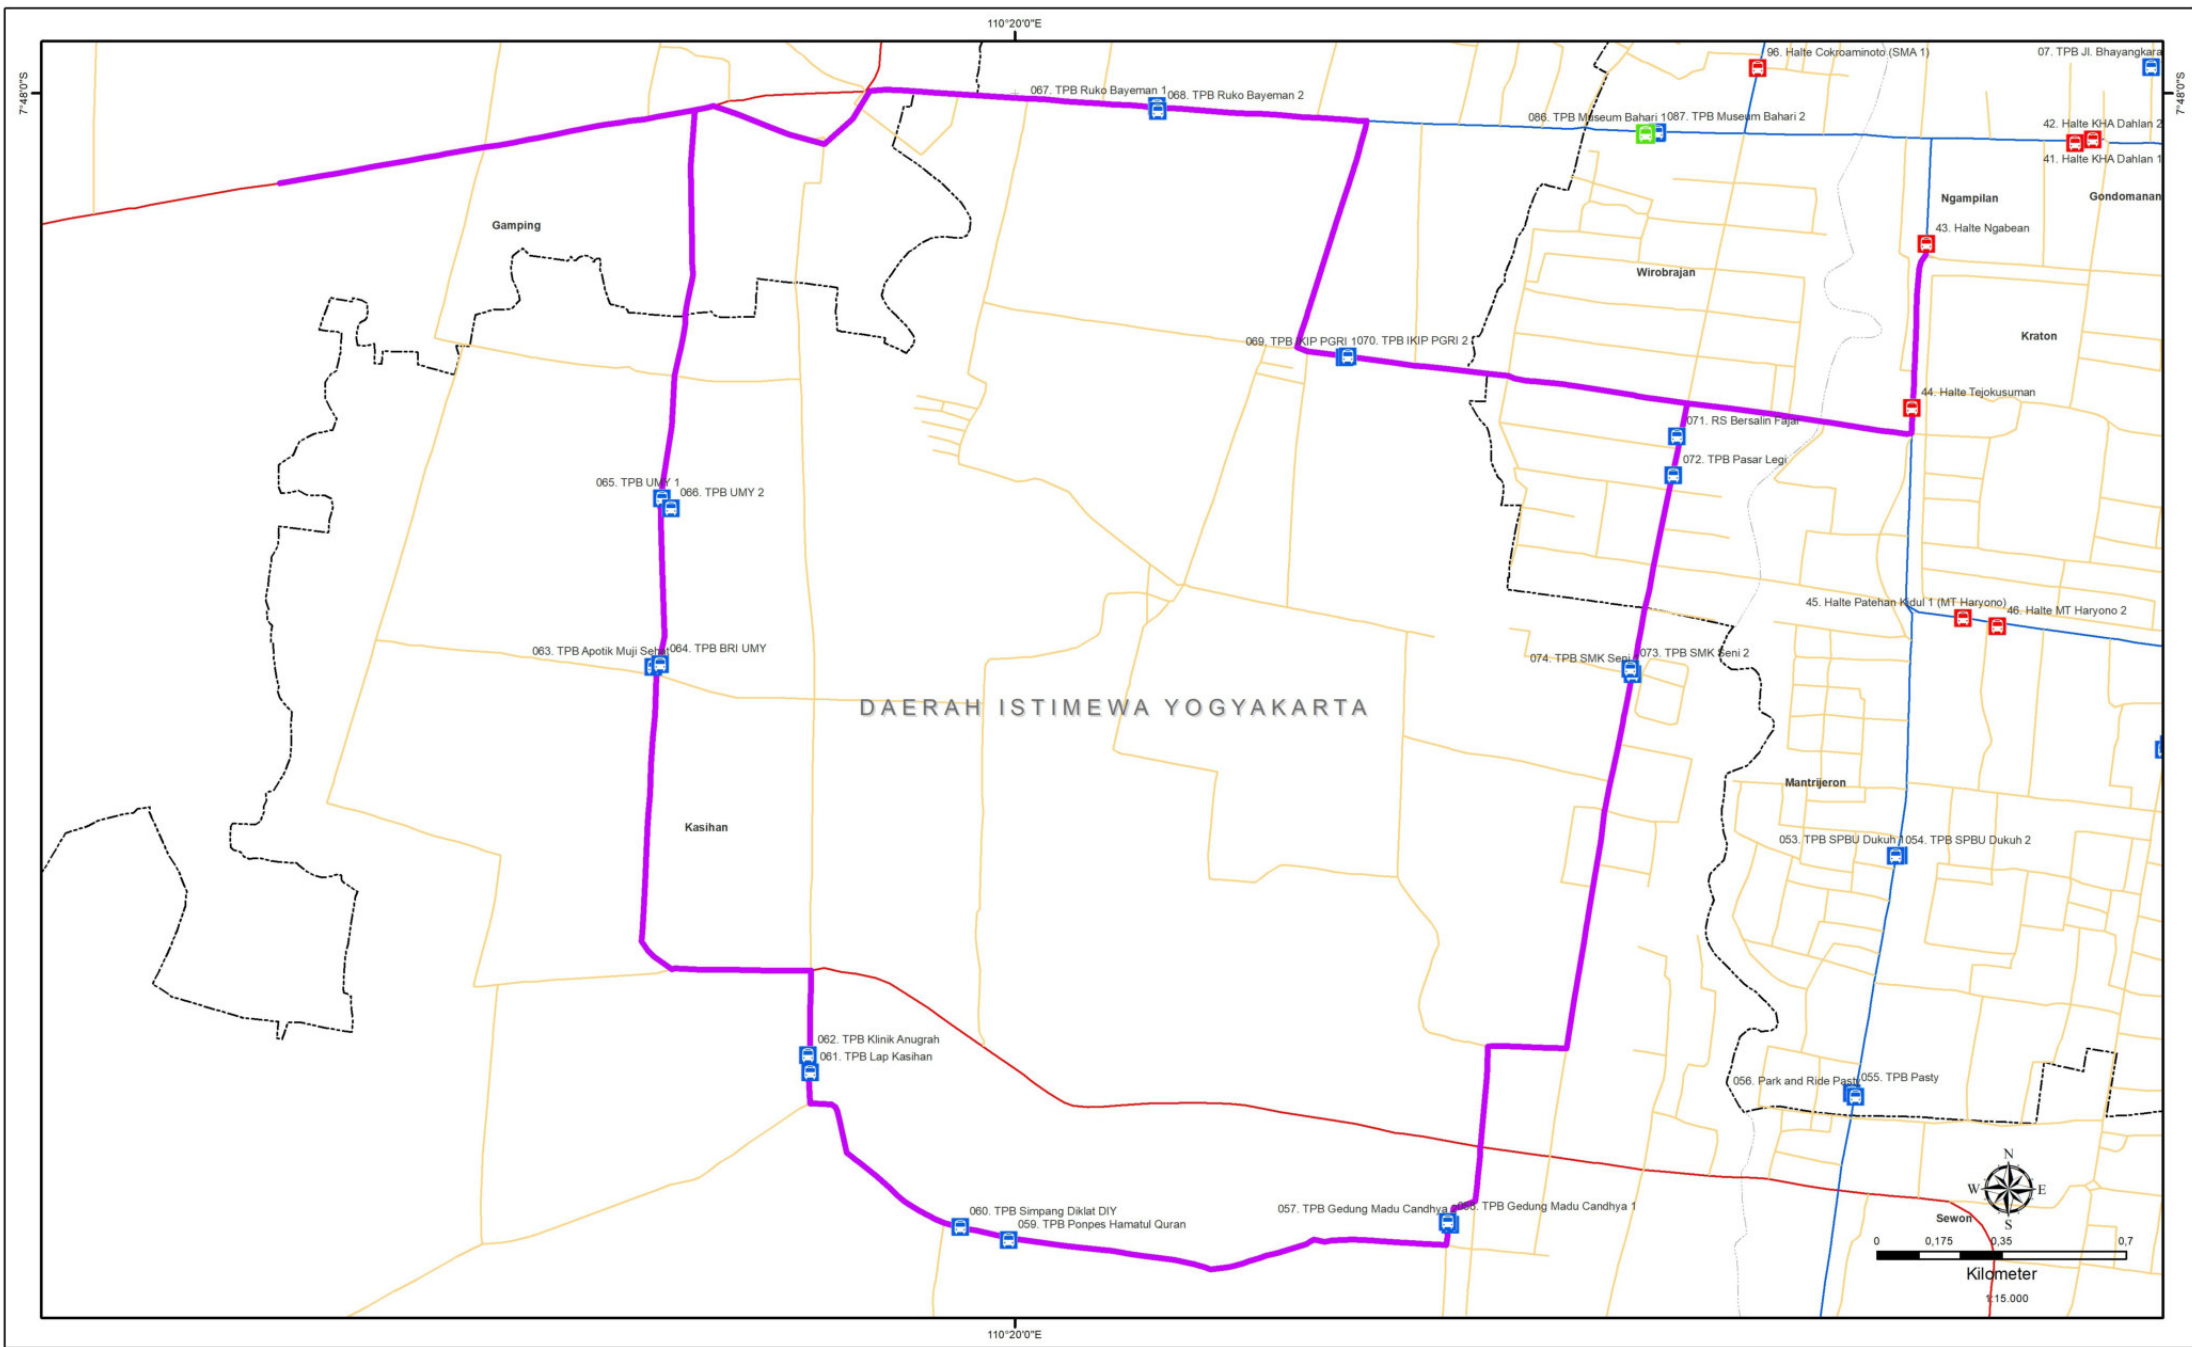 110°20'0"E
7°48'0"S
7°48'0"S
96. Halte Cokroaminoto (SMA 1)
07. TPB Jl. Bhayangkara
067. TPB Ruko Bayeman 1
068. TPB Ruko Bayeman 2
086. TPB Museum Bahari 1
087. TPB Museum Bahari 2
42. Halte KHA Dahlan 2
41. Halte KHA Dahlan 1
Ngampilan
Gondomanan
Gamping
43. Halte Ngabean
Wirobrajan
Kraton
069. TPB IKIP PGRI 1
070. TPB IKIP PGRI 2
44. Halte Tejokusuman
071. RS Bersalin Fajar
072. TPB Pasar Legi
065. TPB UMY 1
066. TPB UMY 2
45. Halte Patehan Kidul 1 (MT Haryono)
46. Halte MT Haryono 2
063. TPB Apotik Muji Sehat
064. TPB BRI UMY
074. TPB SMK Seni
073. TPB SMK Seni 2
DAERAH ISTIMEWA YOGYAKARTA
Mantrijeron
Kasihan
053. TPB SPBU Dukuh 1
054. TPB SPBU Dukuh 2
062. TPB Klinik Anugrah
061. TPB Lap Kasihan
056. Park and Ride Pasty
055. TPB Pasty
N
W
E
S
060. TPB Simpang Diklat DIY
059. TPB Ponpes Hamatul Quran
057. TPB Gedung Madu Candhya
TPB Gedung Madu Candhya 1
Sewon
0 0,175 0,35 0,7
Kilometer
1:15.000
110°20'0"E